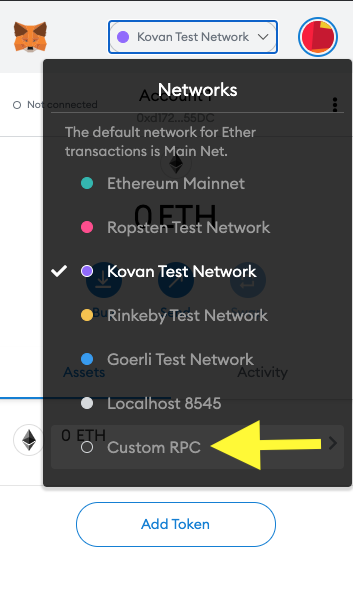 Kovan Test Network
Networks
Not connected
Account 1
0xd172...55DC
The default network for Ether
transactions is Main Net.
Ethereum Mainnet
0 ETH
Ropsten Test Network
Kovan Test Network
Rinkeby Test Network
Send
Goerli Test Network
Assets
Activity
Localhost 8545
0 ETH
Custom RPC
Add Token